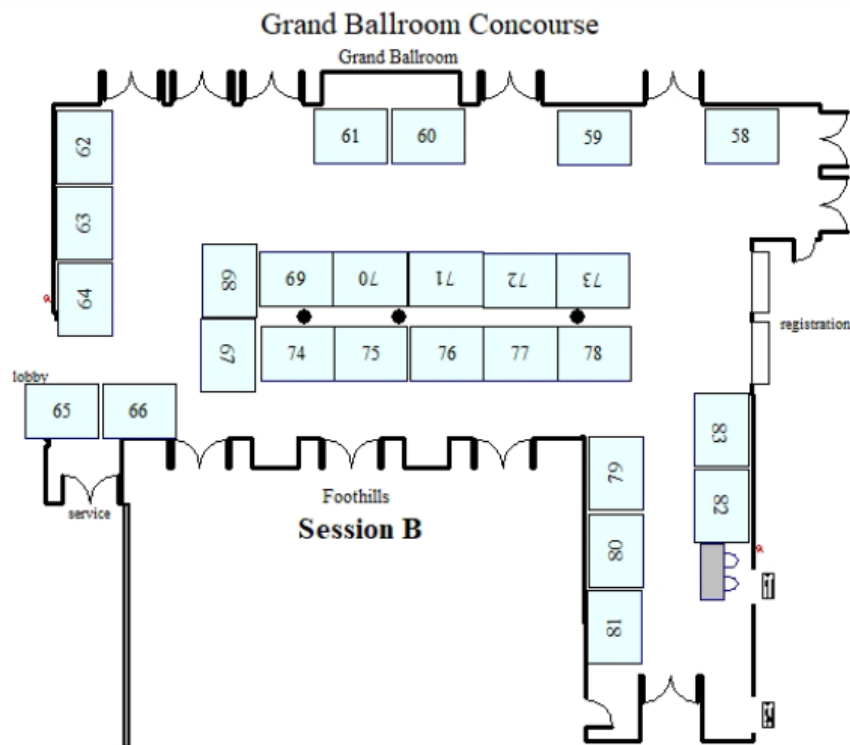 Grand Ballroom Concourse
Grand Ballroom
61 60 59 58
62
63
64
68 69 70 71 72 73
registration
67 74 75 76 77 78
lobby
65 66
83
79
82
service
Foothills
Session B
80
81